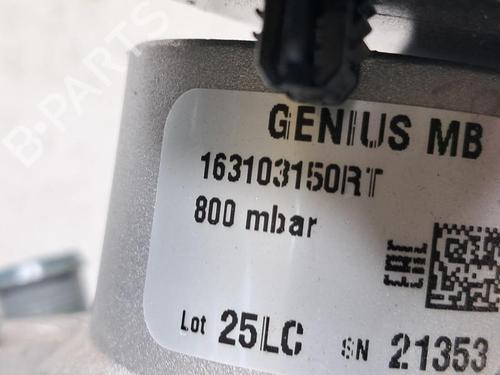 B-PARTS
GENIUS MB
163103150RT
800 mbar
Lot 25LC SN 21353